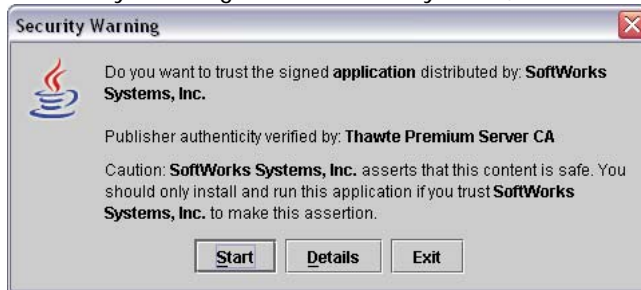 Security Warning
Do you want to trust the signed application distributed by: SoftWorks
Systems, Inc.
Publisher authenticity verified by: Thawte Premium Server CA
Caution: SoftWorks Systems, Inc. asserts that this content is safe. You
should only install and run this application if you trust SoftWorks
Systems, Inc. to make this assertion.
Start Details Exit